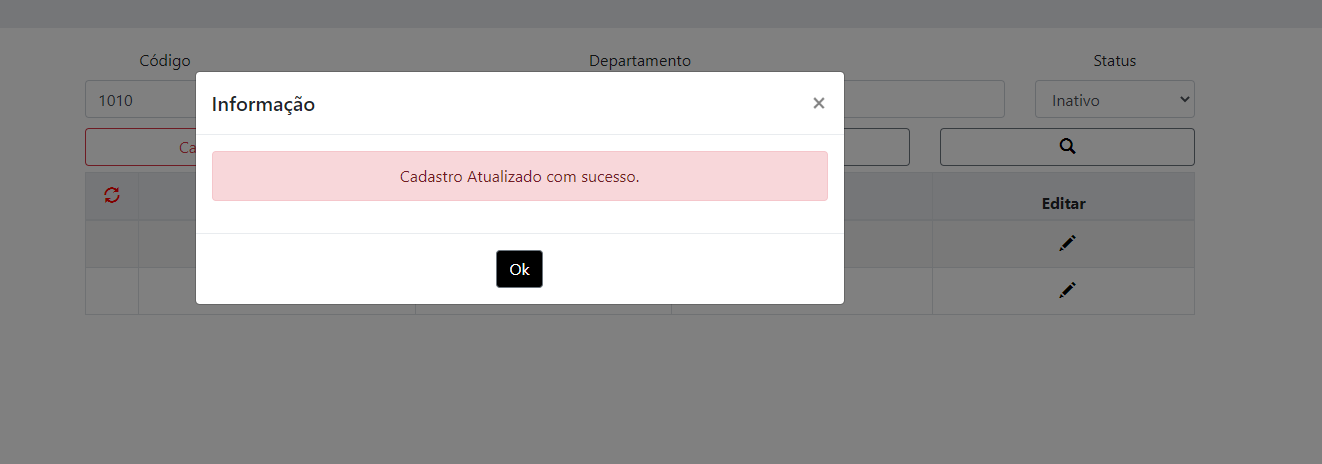 Código
Departamento
Status
1010
Inativo
Informação
×
Cadastro Atualizado com sucesso.
Ok
Editar